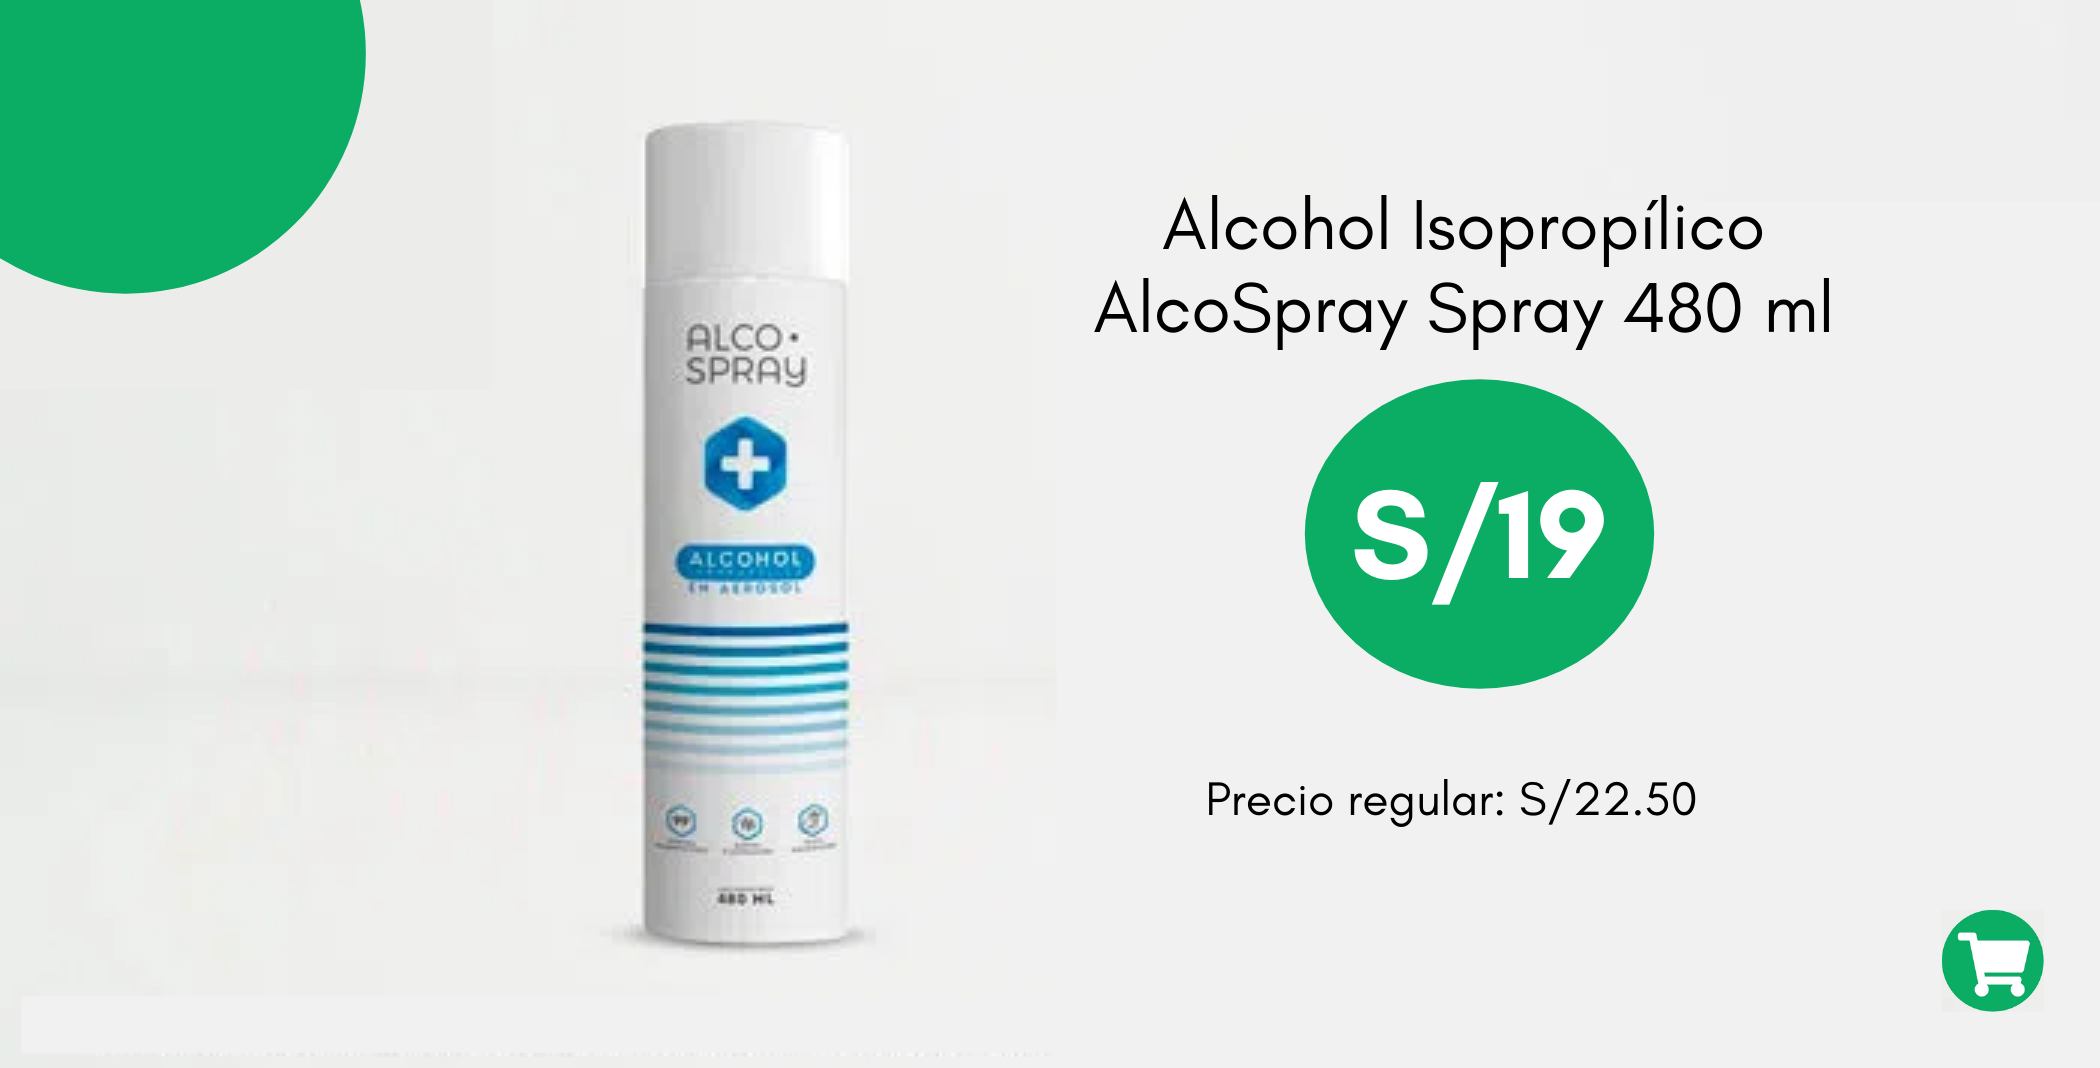 ALCO
SPRAY
ALCOHOL
EN AEROSOL
480 ML
Alcohol Isopropílico
AlcoSpray Spray 480 ml
S/19
Precio regular: S/22.50